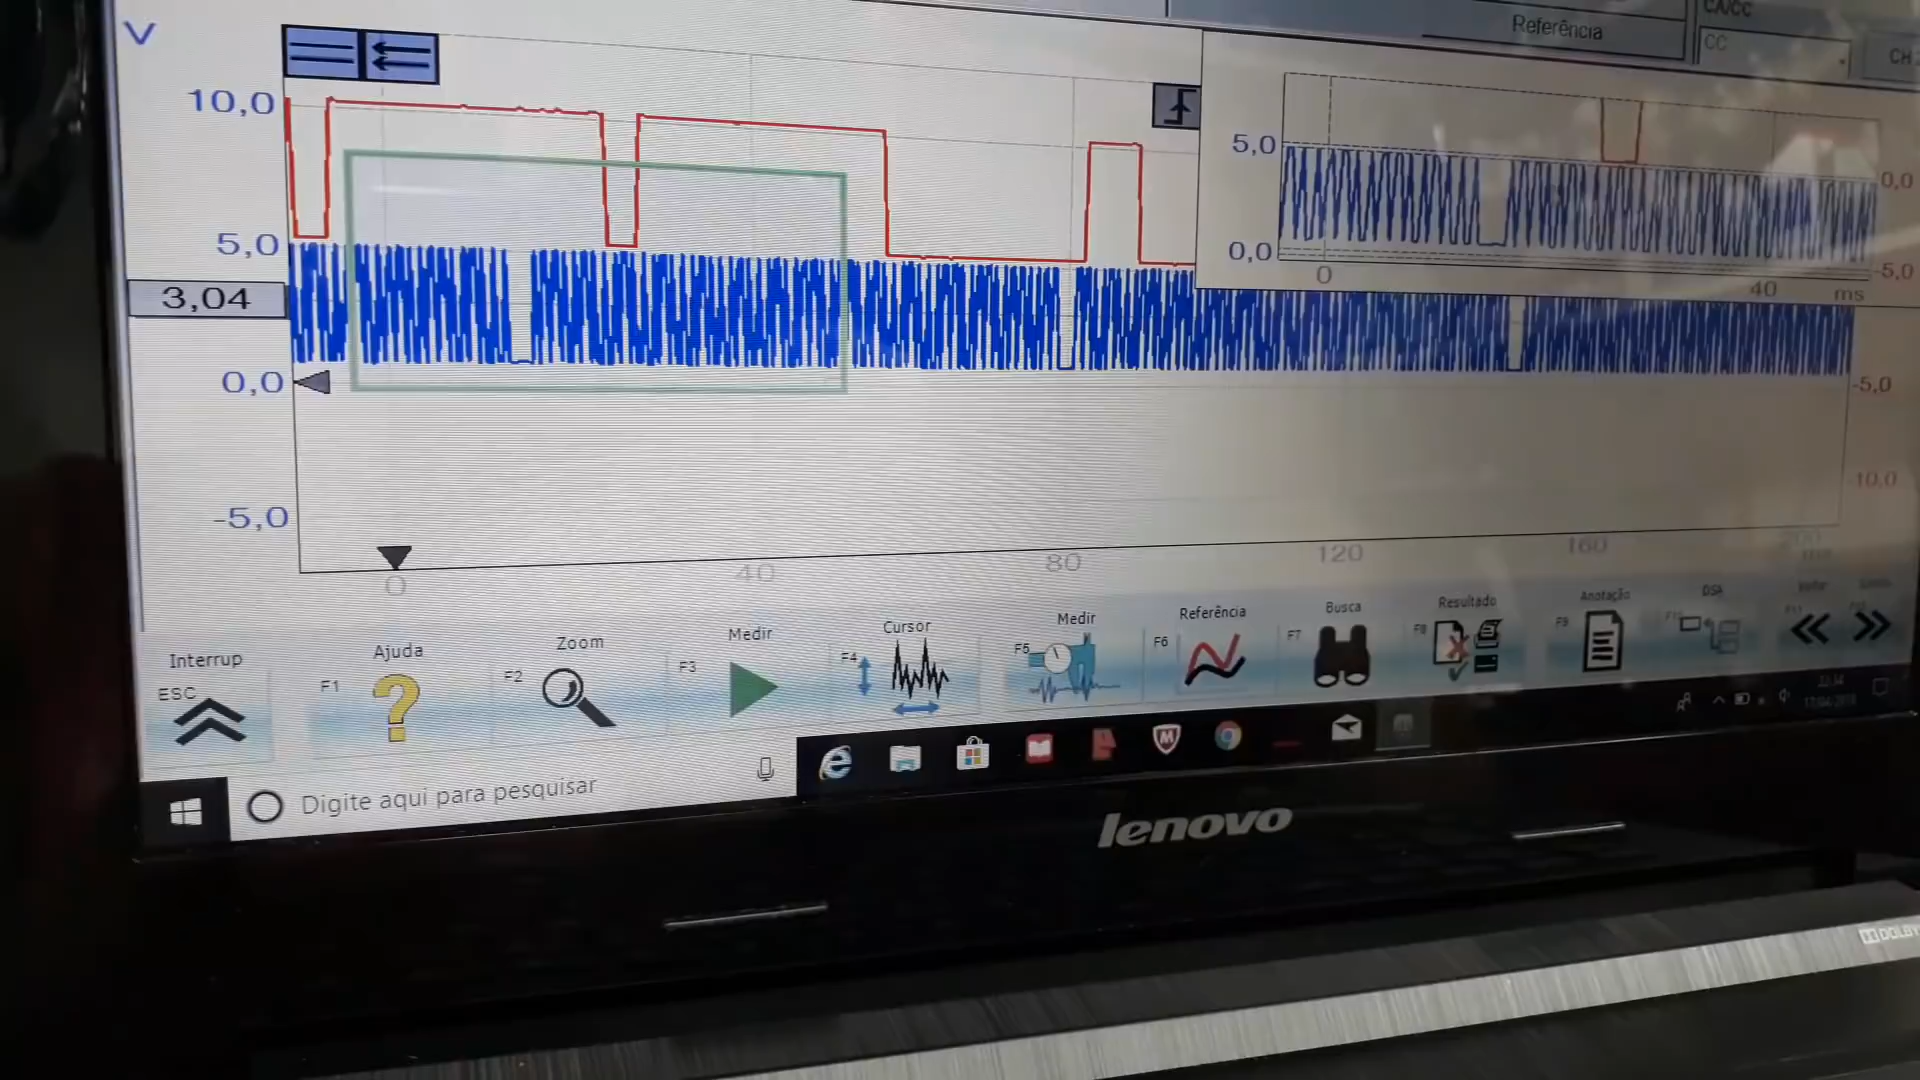 V
Referência
CA/CC
CC
CH
10,0
5,0
3,04
0,0
-5,0
5,0
0,0
0
40
ms
0,0
-5,0
-5,0
-10,0
0
40
80
120
160
Interrup
ESC
Ajuda
F1
Zoom
F2
Medir
F3
Cursor
F4
Medir
F5
Referência
F6
Busca
F7
Resultado
F8
Anotação
F9
DSA
Digite aqui para pesquisar
lenovo
DOLBY